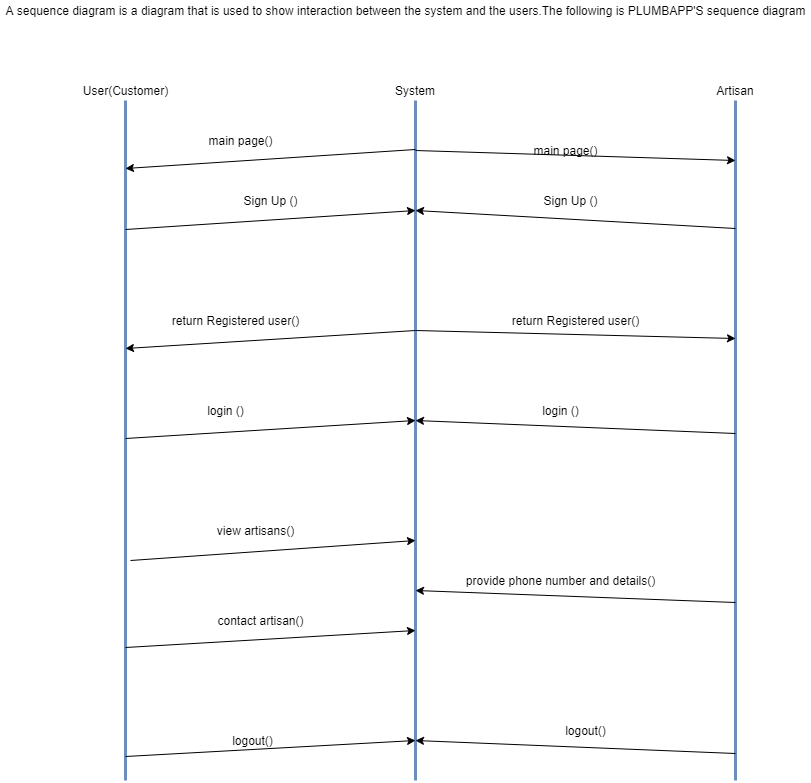 A sequence diagram is a diagram that is used to show interaction between the system and the users.The following is PLUMBAPP'S sequence diagram
User(Customer)
System
Artisan
main page()
main page()
Sign Up ()
Sign Up ()
return Registered user()
return Registered user()
login ()
login ()
view artisans()
provide phone number and details()
contact artisan()
logout()
logout()